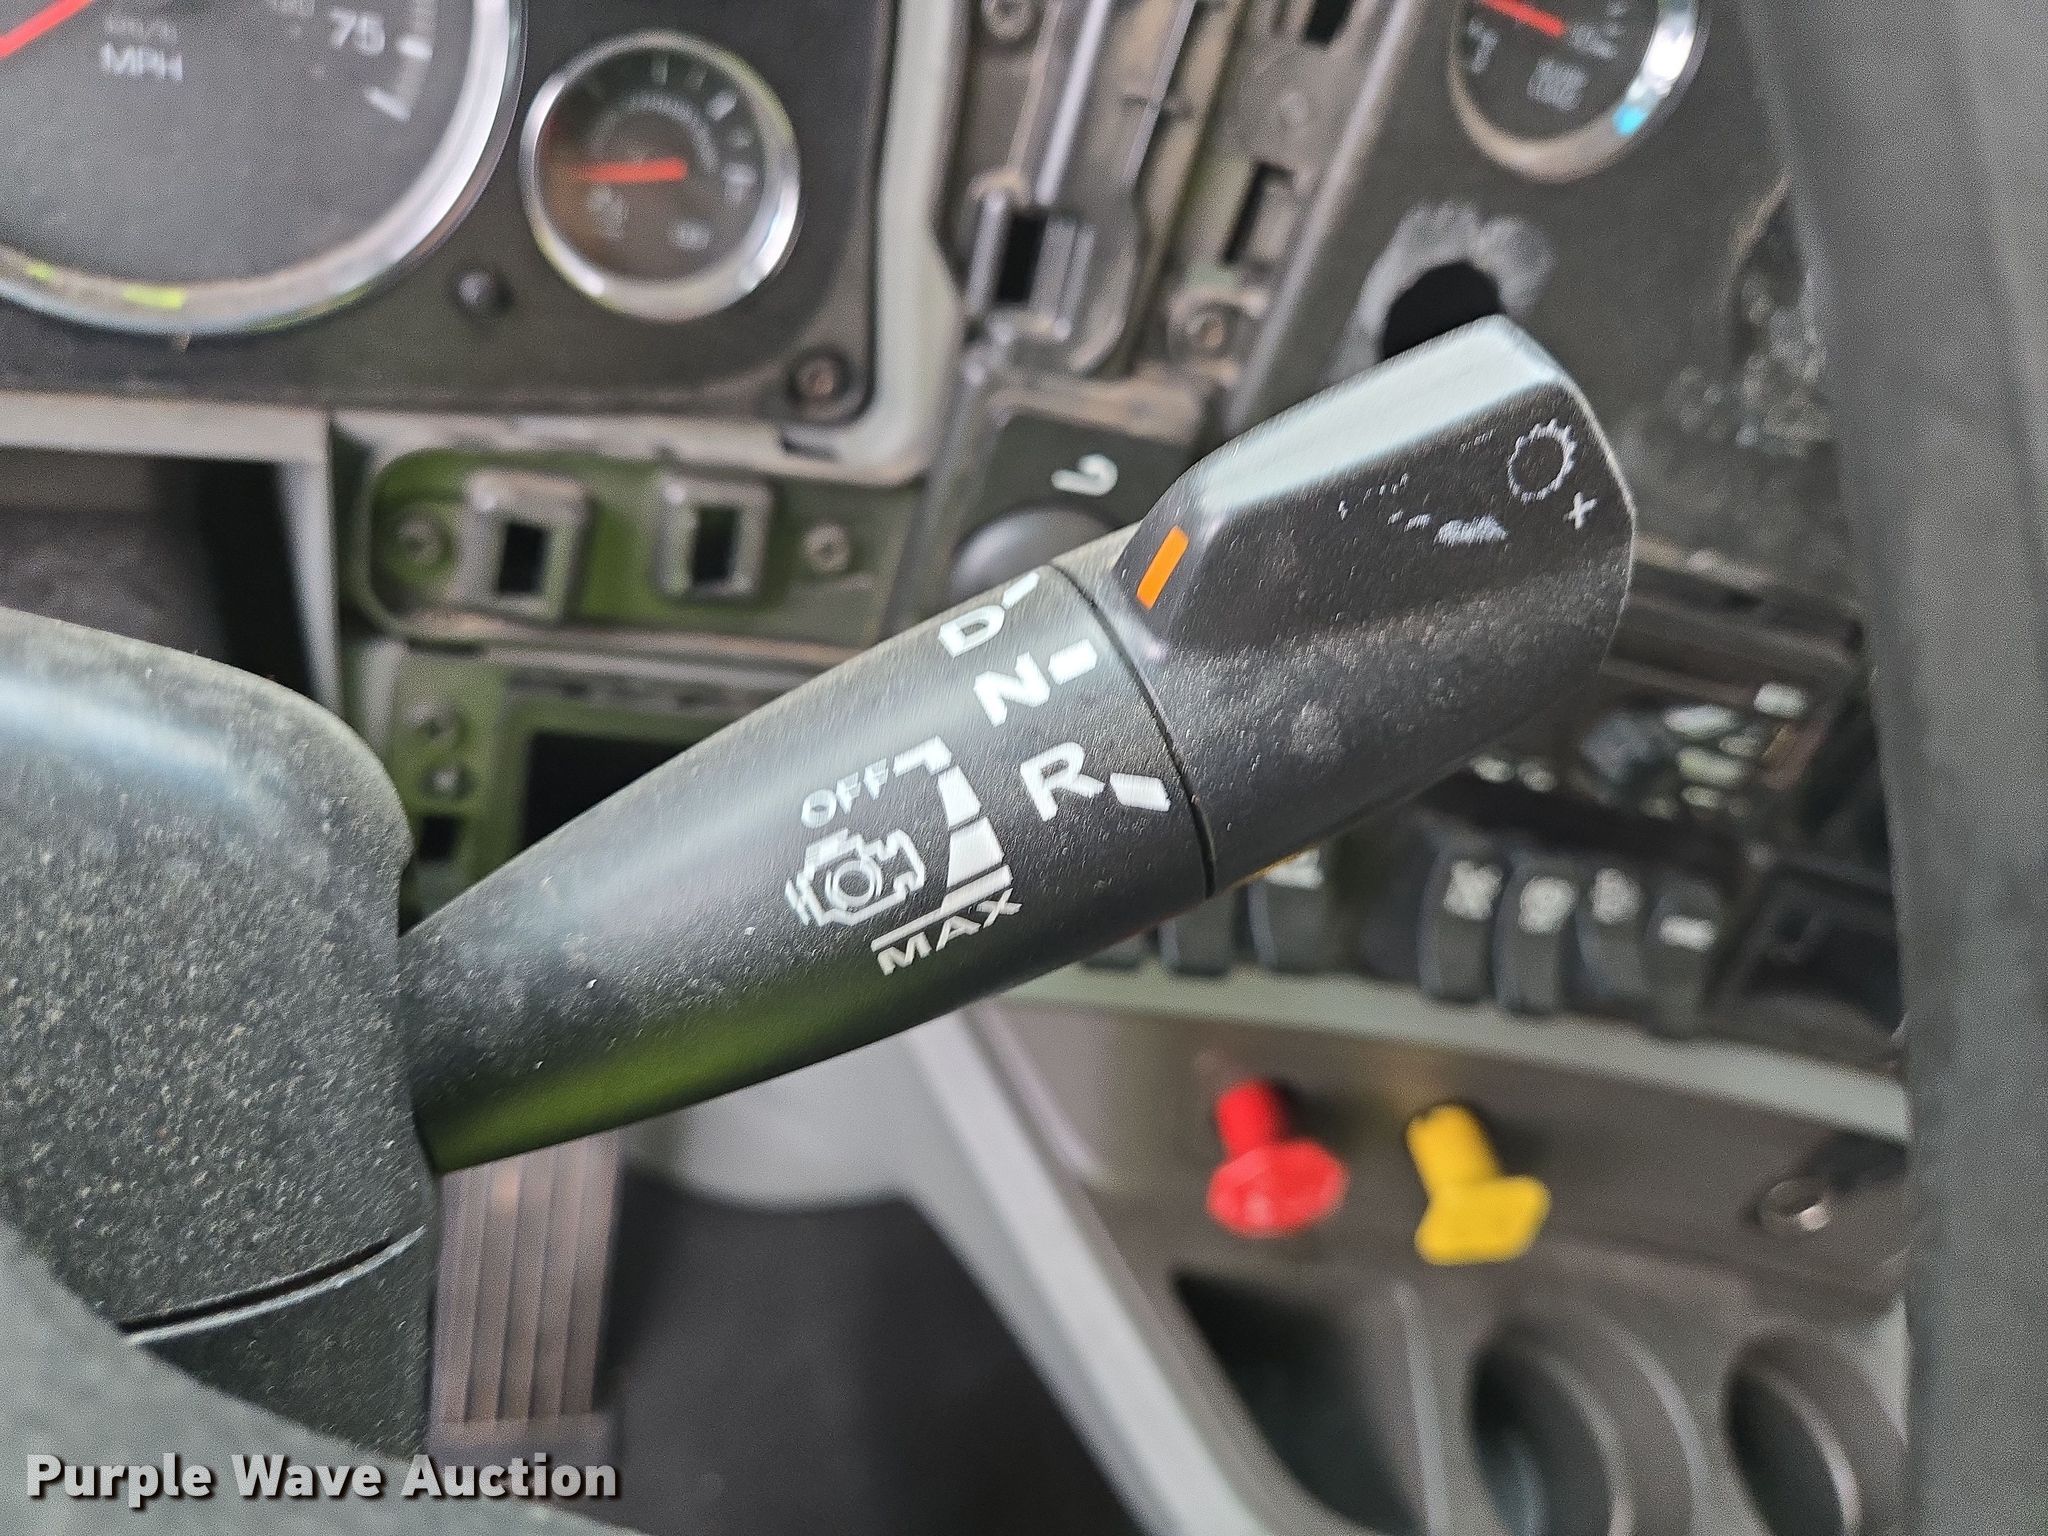 75
MPH
D
N
R
OFF
MAX
+
Purple Wave Auction